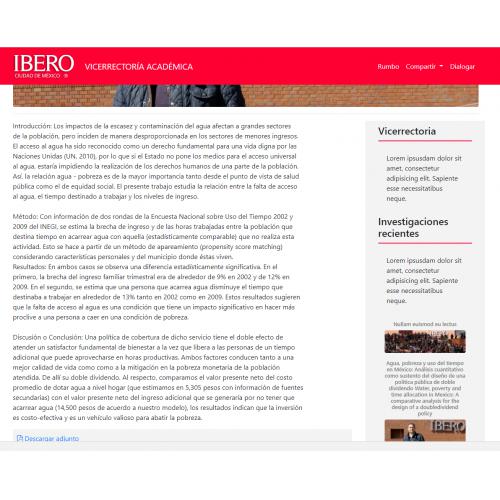 IBERO
CIUDAD DE MÉXICO ®
VICERRECTORÍA ACADÉMICA
Rumbo Compartir Dialogar
Introducción: Los impactos de la escasez y contaminación del agua afectan a grandes sectores
de la población, pero inciden de manera desproporcionada en los sectores de menores ingresos.
El acceso al agua ha sido reconocido como un derecho fundamental para una vida digna por las
Naciones Unidas (UN. 2010), por lo que si el Estado no pone los medios para el acceso universal
al agua, estaría impidiendo la realización de los derechos humanos de una parte de la población.
Así, la relación agua - pobreza es de la mayor importancia tanto desde el punto de vista de salud
pública como el de equidad social. El presente trabajo estudia la relación entre la falta de acceso
al agua, el tiempo destinado a trabajar y los niveles de ingreso.
Método: Con información de dos rondas de la Encuesta Nacional sobre Uso del Tiempo 2002 y
2009 del INEGI, se estima la brecha de ingreso y de las horas trabajadas entre la población que
destina tiempo en acarrear agua con aquella (estadísticamente comparable) que no realiza esta
actividad. Esto se hace a partir de un método de apareamiento (propensity score matching)
considerando características personales y del municipio donde éstas viven.
Resultados: En ambos casos se observa una diferencia estadísticamente significativa. En el
primero, la brecha del ingreso familiar trimestral era de alrededor de 9% en 2002 y de 12% en
2009. En el segundo, se estima que una persona que acarrea agua disminuye el tiempo que
destinaba a trabajar en alrededor de 13% tanto en 2002 como en 2009. Estos resultados sugieren
que la falta de acceso al agua es una condición que tiene un impacto significativo en hacer más
proclive a una persona a caer en una condición de pobreza.
Discusión o Conclusión: Una política de cobertura de dicho servicio tiene el doble efecto de
atender un satisfactor fundamental de bienestar a la vez que libera a las personas de un tiempo
adicional que puede aprovecharse en horas productivas. Ambos factores conducen tanto a una
mejor calidad de vida como como a la mitigación en la pobreza monetaria de la población
atendida. De allí su doble dividendo. Al respecto, comparamos el valor presente neto del costo
promedio de dotar agua a nivel hogar (que estimamos en 5,305 pesos con información de fuentes
secundarias) con el valor presente neto del ingreso adicional que se generaría por no tener que
acarrear agua (14,500 pesos de acuerdo a nuestro modelo), los resultados indican que la inversión
es costo-efectiva y es un vehículo valioso para abatir la pobreza.
Descargar adjunto
Vicerrectoria
Lorem ipsusdam dolor sit
amet, consectetur
adipisicing elit. Sapiente
esse necessitatibus
neque.
Investigaciones
recientes
Lorem ipsusdam dolor sit
amet, consectetur
adipisicing elit. Sapiente
esse necessitatibus
neque.
Nullam euismod eu lectus
Agua, pobreza y uso del tiempo
en México: Análisis cuantitativo
como sustento del diseño de una
política pública de doble
dividendo Water, poverty and
time allocation in Mexico: A
comparative analysis for the
design of a doubledividend
policy
IBERO